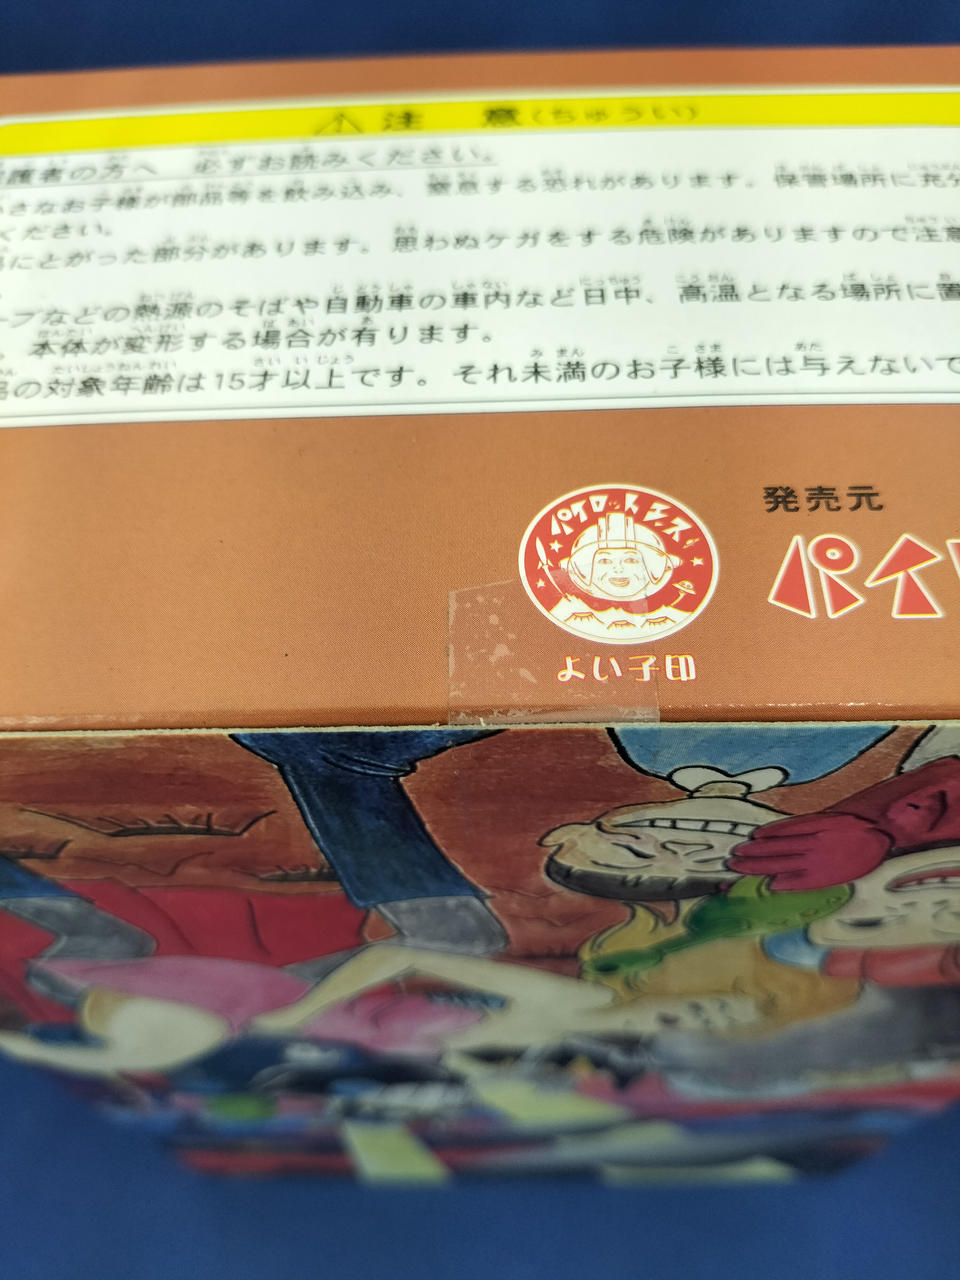 ⚠注 意(ちゅうい)
護者の方へ 必ずお読みください。
さなお子様が部品等を飲み込み、窒息する恐れがあります。保管場所に充分
ください。
にとがった部分があります。思わぬケガをする危険がありますので注意
ーブなどの熱源のそばや自動車の車内など日中、高温となる場所に置
本体が変形する場合が有ります。
の対象年齢は15才以上です。それ未満のお子様には与えないで
発売元
パイロットエース
パイ
よい子印